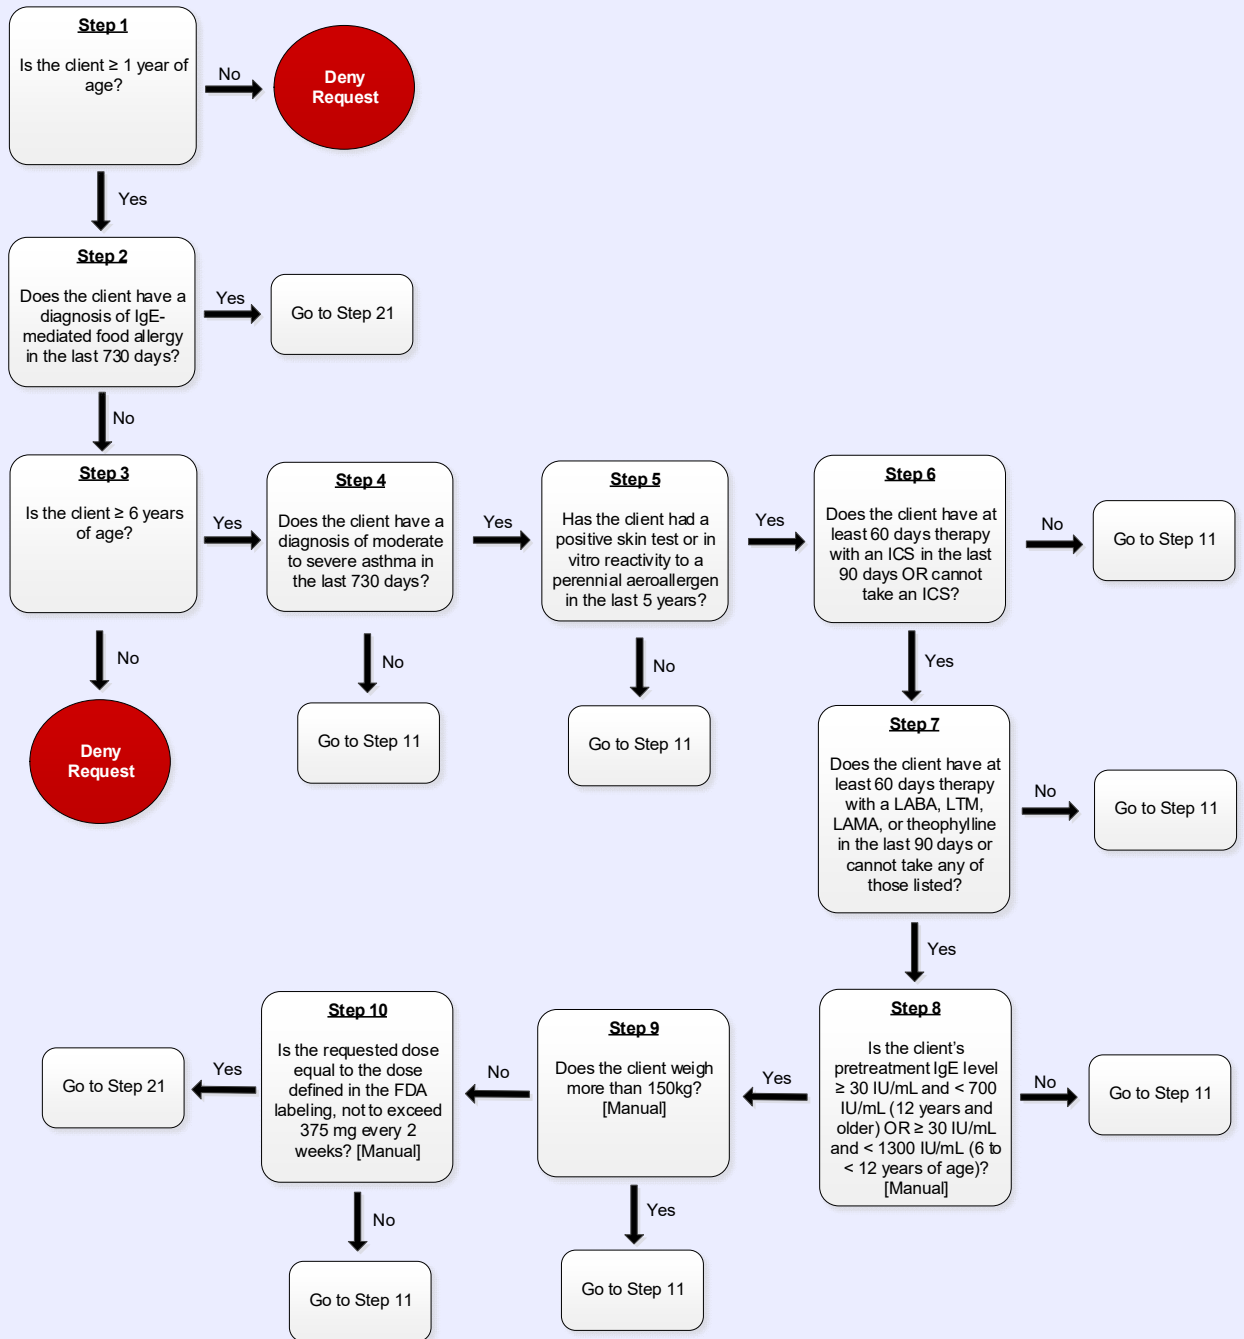 Step 1
Is the client ≥ 1 year of
age?
No
Deny
Request
Yes
Step 2
Does the client have a
diagnosis of IgE-
mediated food allergy
in the last 730 days?
Yes
Go to Step 21
No
Step 3
Is the client ≥ 6 years
of age?
Yes
No
Deny
Request
Step 4
Does the client have a
diagnosis of moderate
to severe asthma in
the last 730 days?
Yes
No
Go to Step 11
Step 5
Has the client had a
positive skin test or in
vitro reactivity to a
perennial aeroallergen
in the last 5 years?
Yes
No
Go to Step 11
Step 6
Does the client have at
least 60 days therapy
with an ICS in the last
90 days OR cannot
take an ICS?
No
Go to Step 11
Yes
Step 7
Does the client have at
least 60 days therapy
with a LABA, LTM,
LAMA, or theophylline
in the last 90 days or
cannot take any of
those listed?
No
Go to Step 11
Yes
Step 8
Is the client's
pretreatment IgE level
≥ 30 IU/mL and < 700
IU/mL (12 years and
older) OR ≥ 30 IU/mL
and < 1300 IU/mL (6 to
< 12 years of age)?
[Manual]
No
Go to Step 11
Yes
Step 9
Does the client weigh
more than 150kg?
[Manual]
Yes
Go to Step 11
No
Step 10
Is the requested dose
equal to the dose
defined in the FDA
labeling, not to exceed
375 mg every 2
weeks? [Manual]
Yes
Go to Step 21
No
Go to Step 11